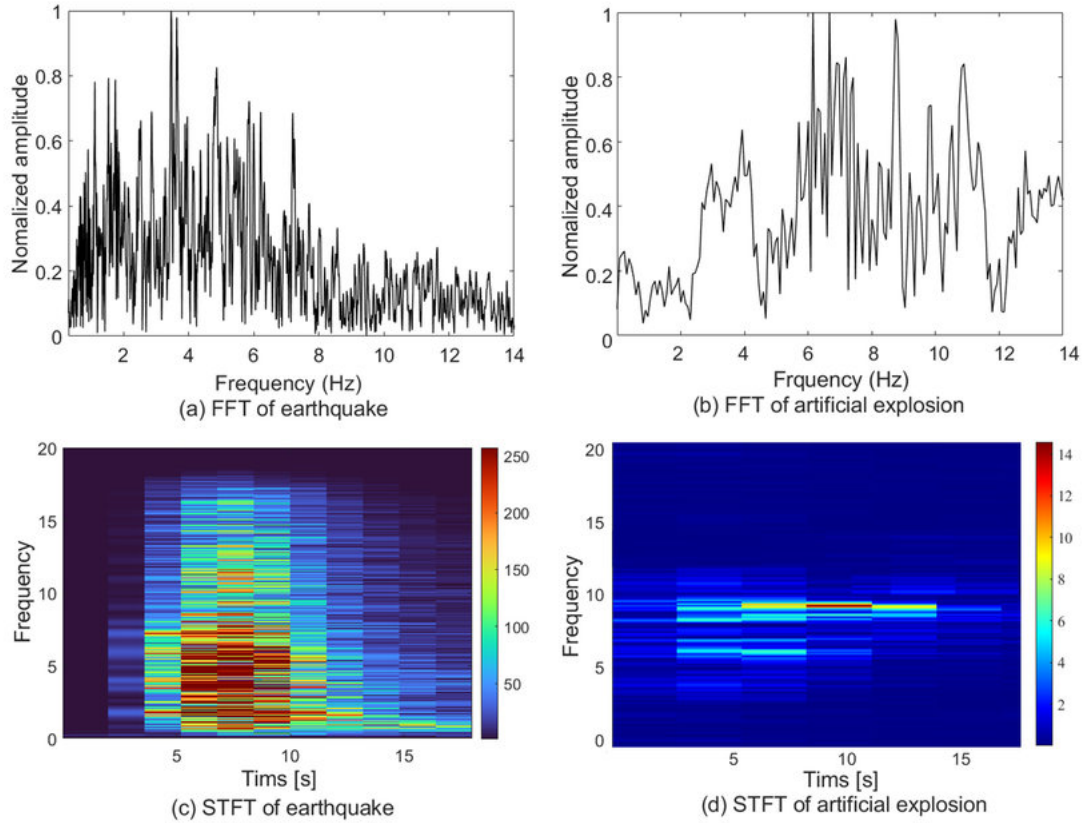 1
0.8
0.6
0.4
0.2
0
Nomalized amplitude
2 4 6 8 10 12 14
Frequency (Hz)
(a) FFT of earthquake
1
0.8
0.6
0.4
0.2
0
Nomalized amplitude
2 4 6 8 10 12 14
Frquency (Hz)
(b) FFT of artificial explosion
20
15
10
5
0
Frequency
5 10 15
Tims [s]
250
200
150
100
50
(c) STFT of earthquake
20
15
10
5
0
Frequency
5 10 15
Tims [s]
14
12
10
8
6
4
2
(d) STFT of artificial explosion